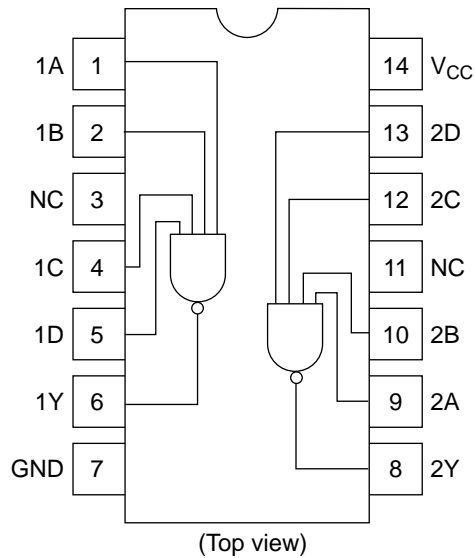 1A 1 14 VCC
1B 2 13 2D
NC 3 12 2C
1C 4 11 NC
1D 5 10 2B
1Y 6 9 2A
GND 7 8 2Y
(Top view)